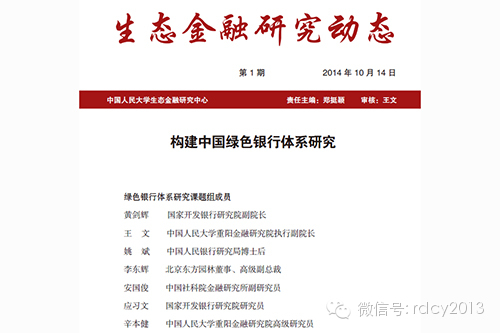 生态金融研究动态
第 1 期 2014 年 10 月 14 日
中国人民大学生态金融研究中心 责任主编：郑挺颖 审核：王文
构建中国绿色银行体系研究
绿色银行体系研究课题组成员
黄剑辉 国家开发银行研究院副院长
王 文 中国人民大学重阳金融研究院执行副院长
姚 斌 中国人民银行研究局博士后
李东辉 北京东方园林董事、高级副总裁
安国俊 中国社科院金融研究所副研究员
应习文 国家开发银行研究院研究员
辛本健 中国人民大学重阳金融研究院高级研究员
微信号: rdcy2013